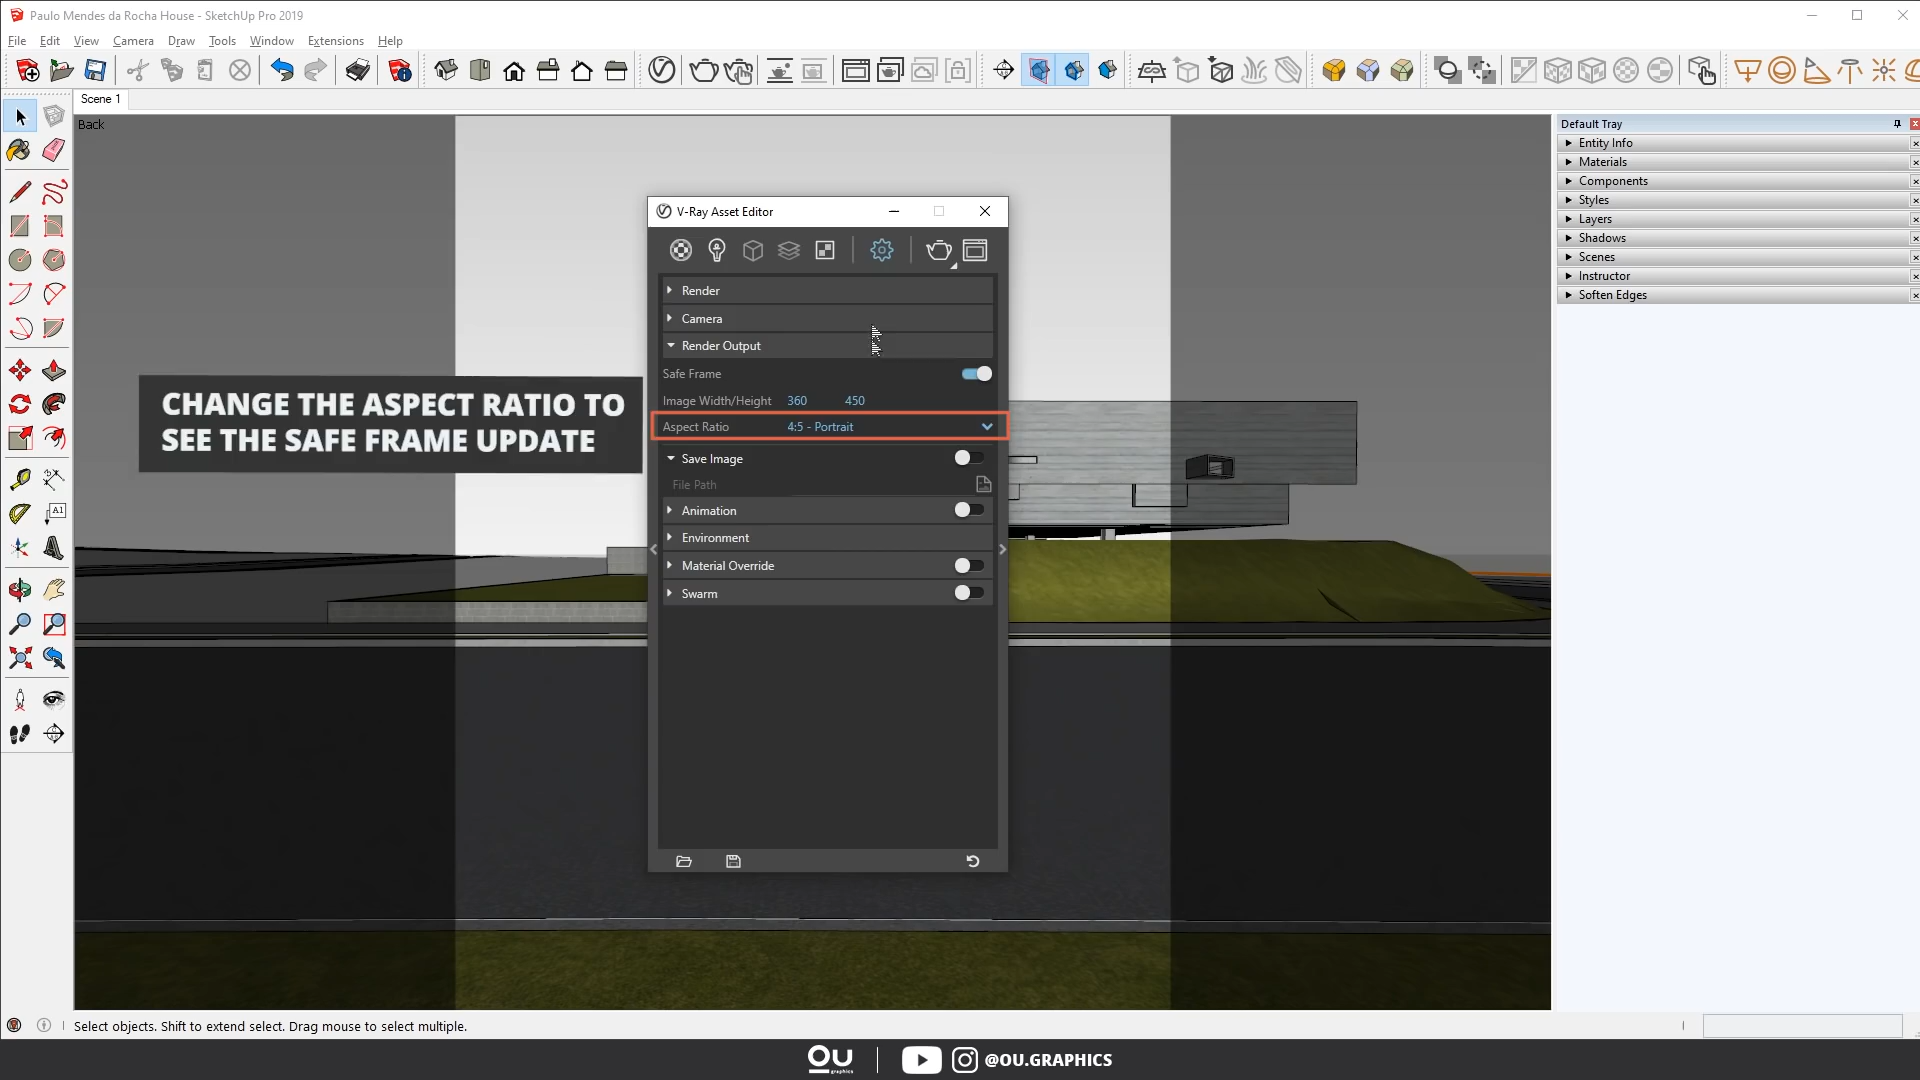 Paulo Mendes da Rocha House - SketchUp Pro 2019
File Edit View Camera Draw Tools Window Extensions Help
Scene 1
Back
Default Tray
Entity Info
Materials
Components
Styles
Layers
Shadows
Scenes
Instructor
Soften Edges
V-Ray Asset Editor
Render
Camera
Render Output
Safe Frame
Image Width/Height 360 450
Aspect Ratio 4:5 - Portrait
Save Image
File Path
Animation
Environment
Material Override
Swarm
CHANGE THE ASPECT RATIO TO
SEE THE SAFE FRAME UPDATE
A1
Select objects. Shift to extend select. Drag mouse to select multiple.
OU graphics @OU.GRAPHICS